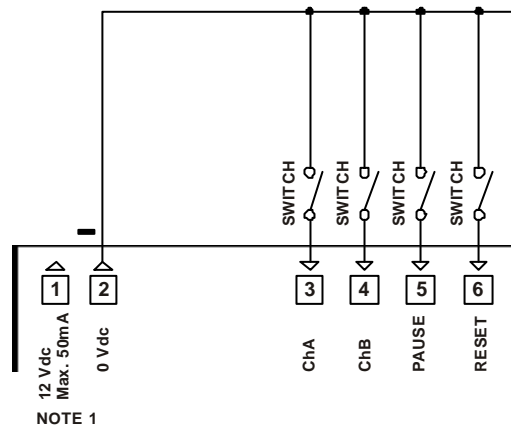 SWITCH
SWITCH
SWITCH
SWITCH
1
2
3
4
5
6
12 Vdc
Max. 50mA
0 Vdc
ChA
ChB
PAUSE
RESET
NOTE 1